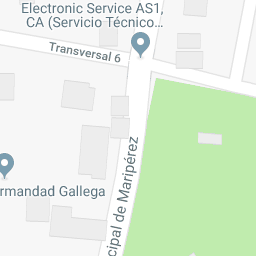 Electronic Service AS1,
CA (Servicio Técnico…
Transversal 6
cipal de Maripérez
rmandad Gallega